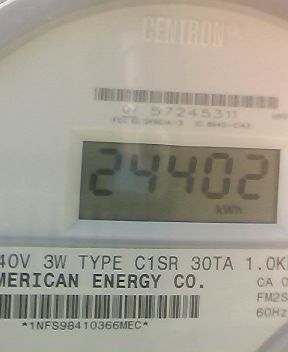 CENTRON®
07 57245311
24402
kWh
40V 3W TYPE C1SR 30TA 1.0K
MERICAN ENERGY CO.
CA 0
FM2S
60Hz
*1NFS98410366MEC*